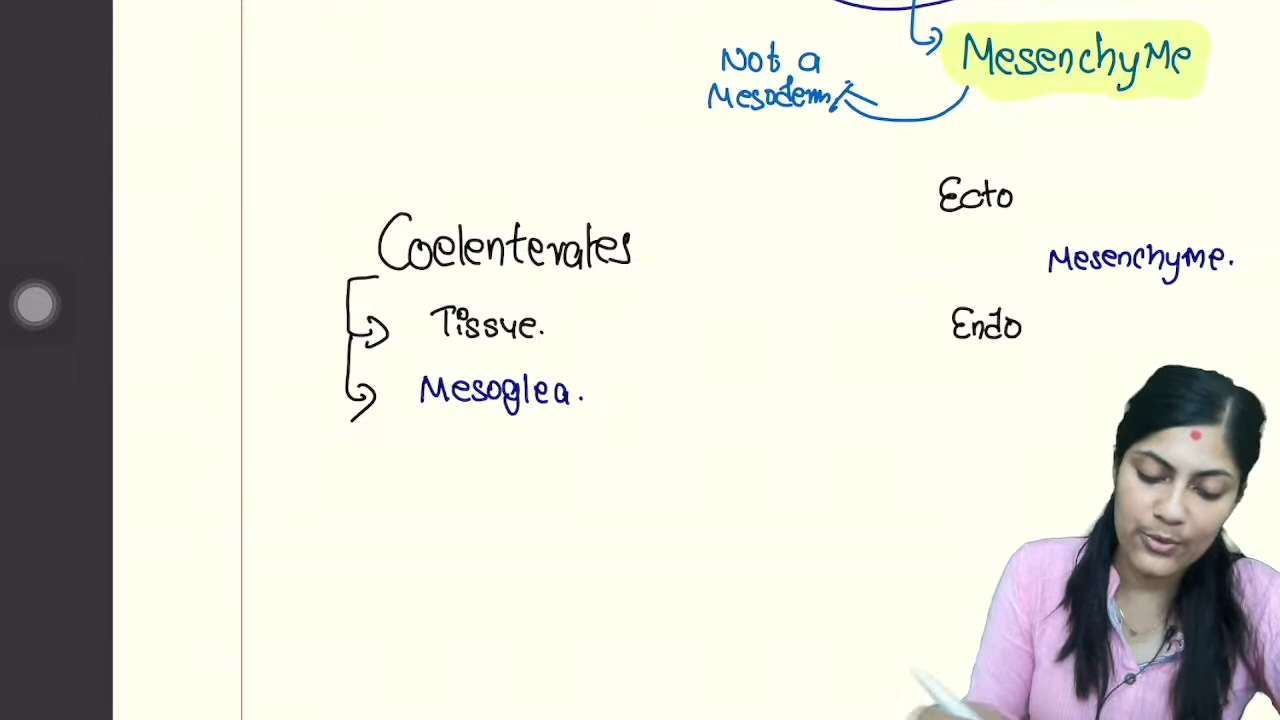 MesenchyMe
Not a
Mesoderm
Ecto
Coelenterates
Mesenchyme.
Tissue.
Endo
Mesoglea.